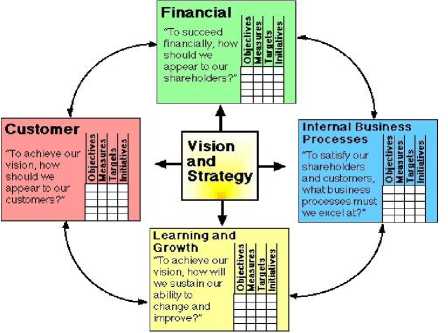 Financial
"To succeed
financially, how
should we
appear to our
shareholders?"
Objectives
Measures
Targets
Initiatives
Customer
"To achieve our
vision, how
should we
appear to our
customers?"
Objectives
Measures
Targets
Initiatives
Vision
and
Strategy
Internal Business
Processes
"To satisfy our
shareholders
and customers,
what business
processes must
we excel at?"
Objectives
Measures
Targets
Initiatives
Learning and
Growth
"To achieve our
vision, how will
we sustain our
ability to
change and
improve?"
Objectives
Measures
Targets
Initiatives